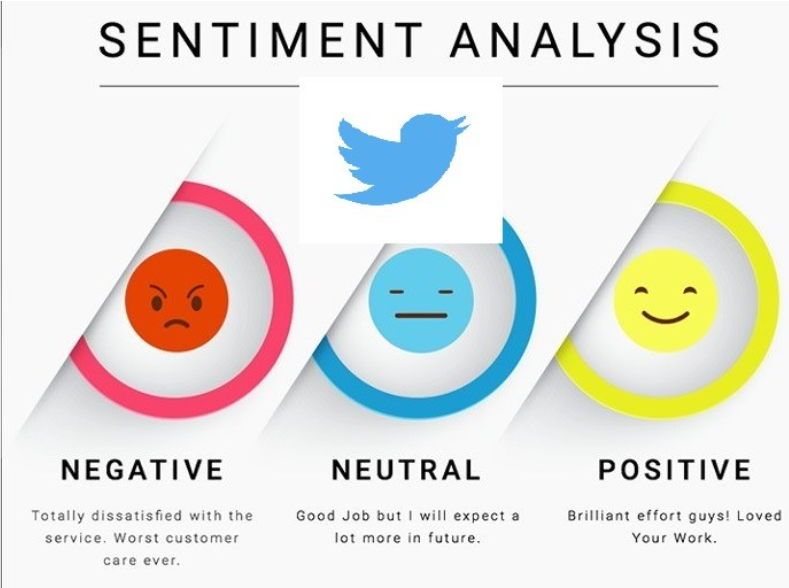 SENTIMENT ANALYSIS
NEGATIVE
Totally dissatisfied with the
service. Worst customer
care ever.
NEUTRAL
Good Job but I will expect a
lot more in future.
POSITIVE
Brilliant effort guys! Loved
Your Work.